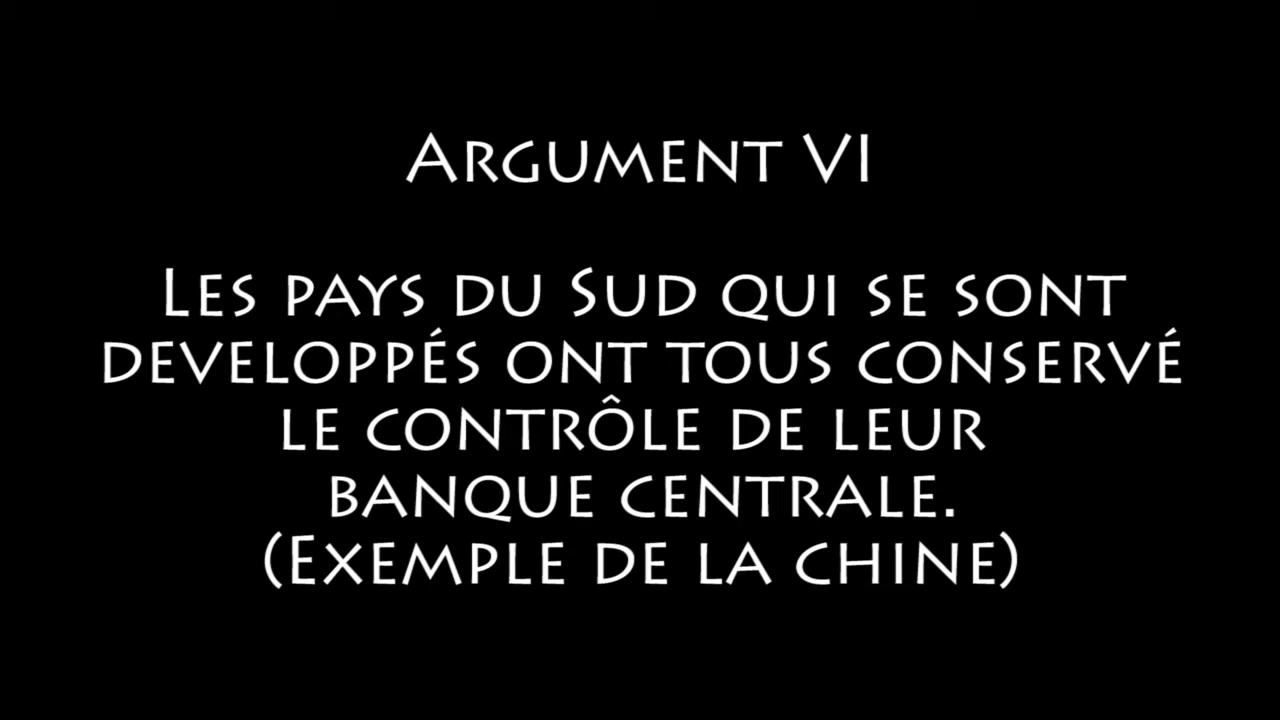 Argument VI
Les pays du Sud qui se sont
developpés ont tous conservé
le contrôle de leur
banque centrale.
(Exemple de la chine)